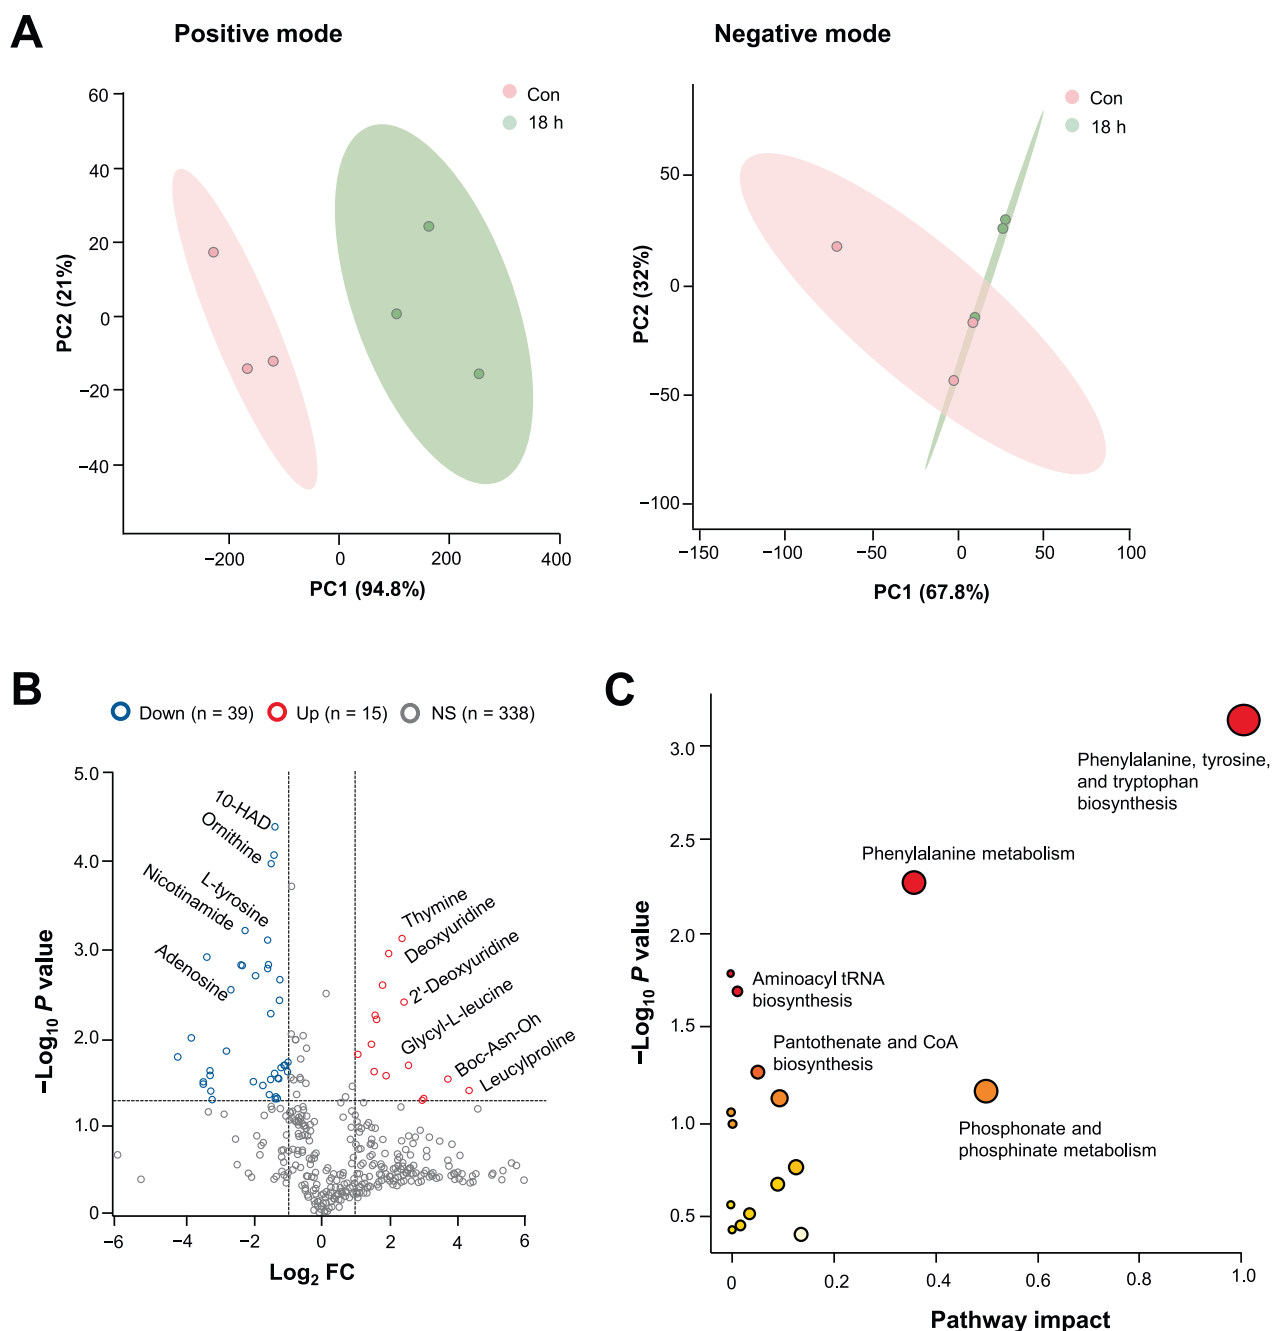 A
Positive mode
Negative mode
Con
18 h
60
40
20
0
−20
−40
PC2 (21%)
−200
0
200
400
PC1 (94.8%)
Con
18 h
50
0
−50
−100
PC2 (32%)
−150
−100
−50
0
50
100
PC1 (67.8%)
B
Down (n = 39)
Up (n = 15)
NS (n = 338)
5.0
4.0
3.0
2.0
1.0
0
−Log10 P value
10-HAD
Ornithine
L-tyrosine
Nicotinamide
Adenosine
Thymine
Deoxyuridine
2'-Deoxyuridine
Glycyl-L-leucine
Boc-Asn-Oh
Leucylproline
−6
−4
−2
0
2
4
6
Log2 FC
C
3.0
2.5
2.0
1.5
1.0
0.5
−Log10 P value
Phenylalanine, tyrosine,
and tryptophan
biosynthesis
Phenylalanine metabolism
Aminoacyl tRNA
biosynthesis
Pantothenate and CoA
biosynthesis
Phosphonate and
phosphinate metabolism
0
0.2
0.4
0.6
0.8
1.0
Pathway impact